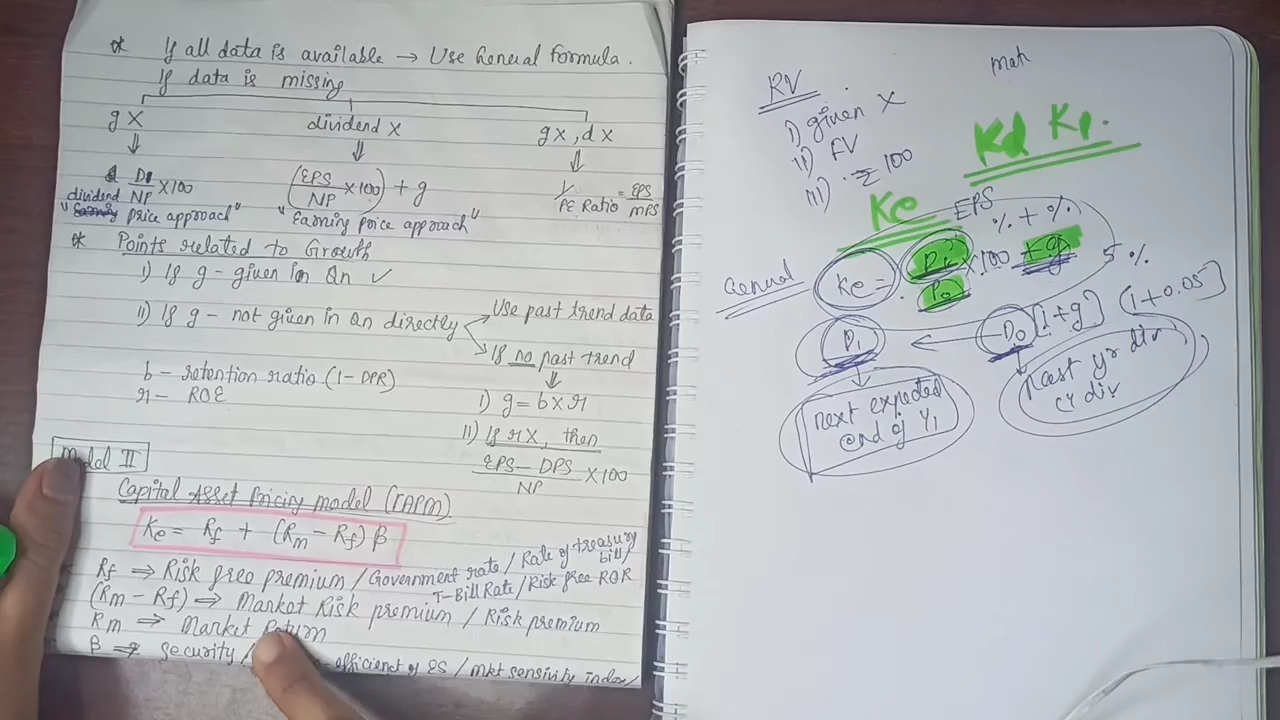 * If all data is available → Use General Formula.
If data is missing
g X
dividend X
g X, d X
D1/NP × 100
dividend price approach"
(EPS/NP × 100) + g
"Earning price approach"
1/PE Ratio = EPS/MPS
* Points related to Growth
i) If g - given in Qn ✓
ii) If g - not given in Qn directly
Use past trend data
If no past trend
b - retention ratio (1 - DPR)
r - ROE
i) g = b × r
ii) If r X, then
EPS - DPS/NP × 100
Model II
Capital Asset Pricing model (CAPM)
Ke = Rf + (Rm - Rf) β
Rf ⇒ Risk free premium / Government rate / Rate of treasury bill /
T-Bill Rate / Risk free ROR
(Rm - Rf) ⇒ Market Risk premium / Risk premium
Rm ⇒ Market Return
β ⇒ security / -efficient of ES / mkt sensivity index /
RV
i) given X
ii) FV
iii) 100
Kd Kp.
Ke
EPS
% + %
General
Ke = D1/P0 × 100 + g
5 %
D1 ← D0 [1+g] (1+0.05]
next expected
end of Y1
past yr div
cy div